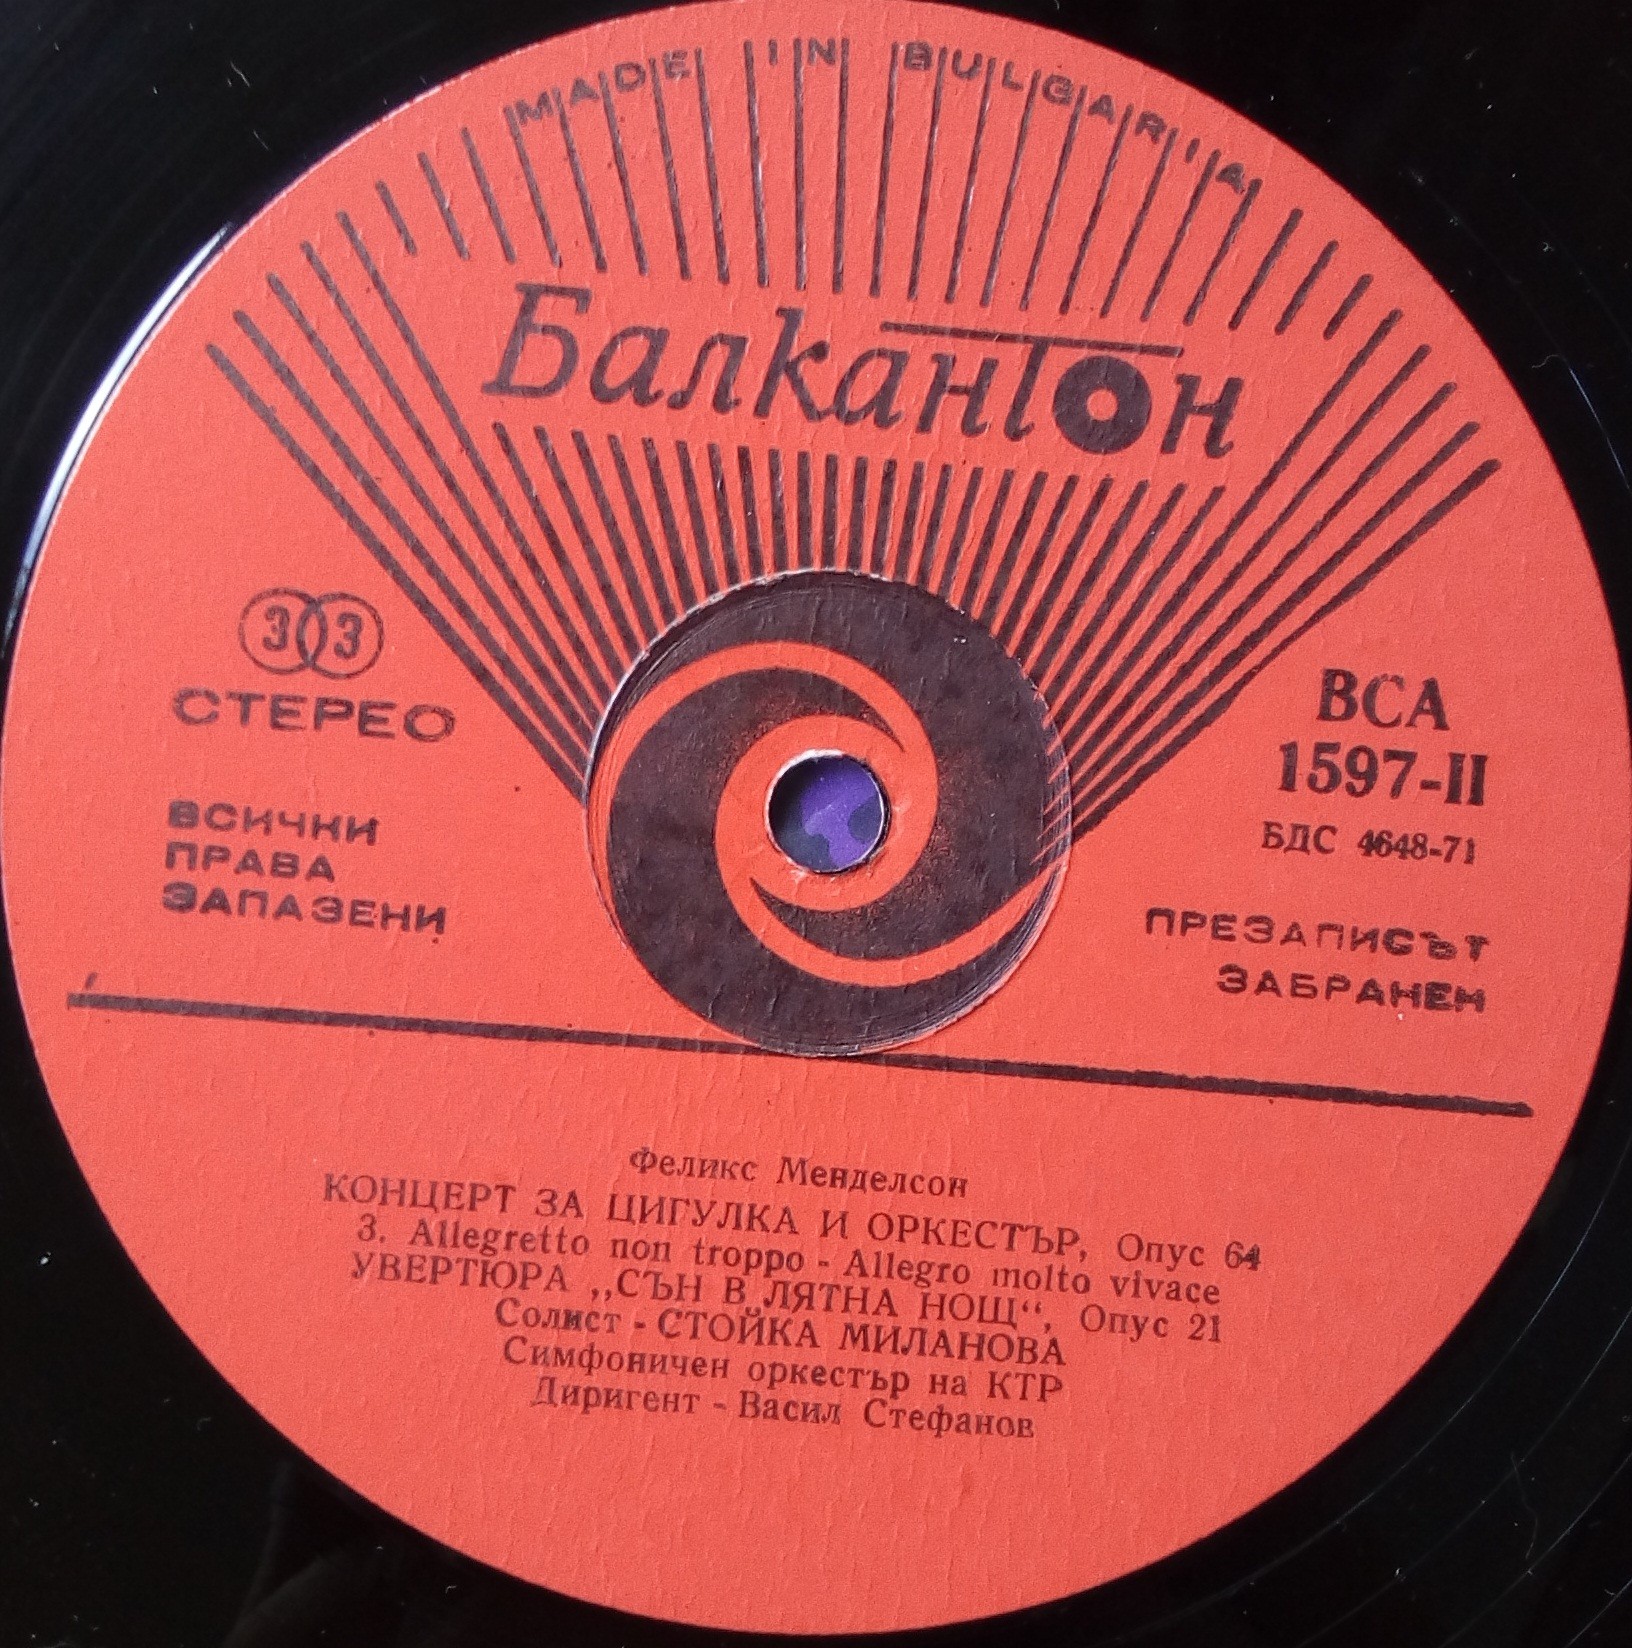 MADE IN BULGARIA
Балкантон
33
СТЕРЕО
ВСИЧКИ
ПРАВА
ЗАПАЗЕНИ
ВСА
1597-II
БДС 4648-71
ПРЕЗАПИСЪТ
ЗАБРАНЕН
Феликс Менделсон
КОНЦЕРТ ЗА ЦИГУЛКА И ОРКЕСТЪР, Опус 64
3. Allegretto non troppo - Allegro molto vivace
УВЕРТЮРА „СЪН В ЛЯТНА НОЩ“, Опус 21
Солист - СТОЙКА МИЛАНОВА
Симфоничен оркестър на КТР
Диригент - Васил Стефанов